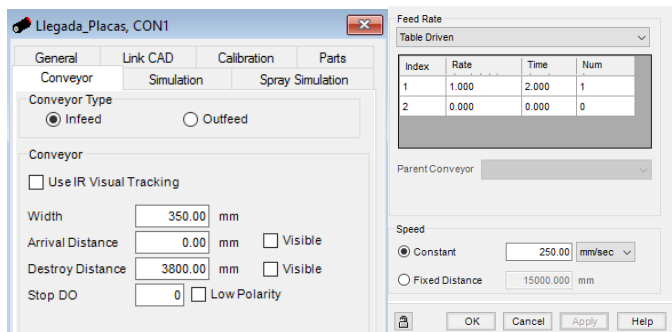 Llegada_Placas, CON1
General Link CAD Calibration Parts
Conveyor Simulation Spray Simulation
Conveyor Type
Infeed Outfeed
Conveyor
Use IR Visual Tracking
Width 350.00 mm
Arrival Distance 0.00 mm Visible
Destroy Distance 3800.00 mm Visible
Stop DO 0 Low Polarity
Feed Rate
Table Driven
Index Rate Time Num
1 1.000 2.000 1
2 0.000 0.000 0
Parent Conveyor
Speed
Constant 250.00 mm/sec
Fixed Distance 15000.000 mm
OK Cancel Apply Help